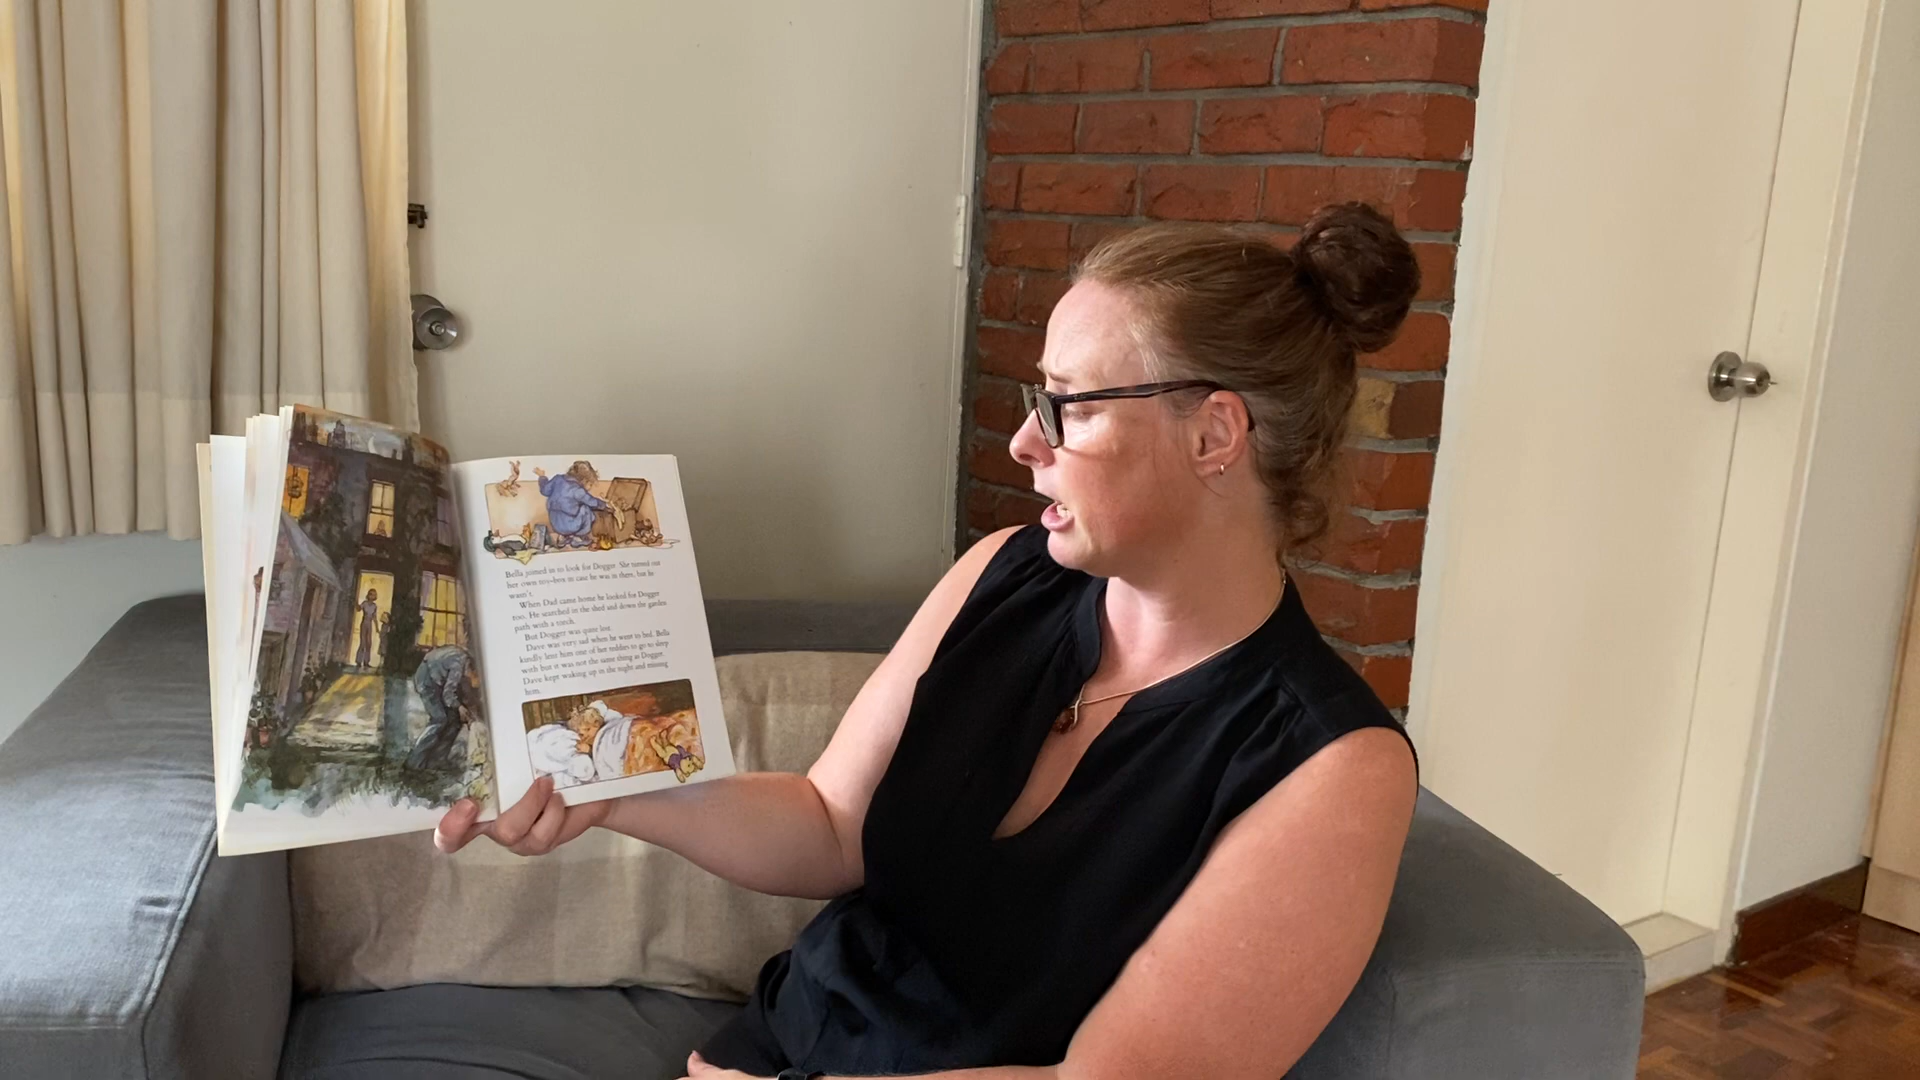 Bella joined in to look for Dogger. She turned out
her own toy-box in case he was in there, but he
wasn't.
When Dad came home he looked for Dogger
too. He searched in the shed and down the garden
path with a torch.
But Dogger was quite lost.
Dave was very sad when he went to bed. Bella
kindly lent him one of her teddies to go to sleep
with but it was not the same thing as Dogger.
Dave kept waking up in the night and missing
him.